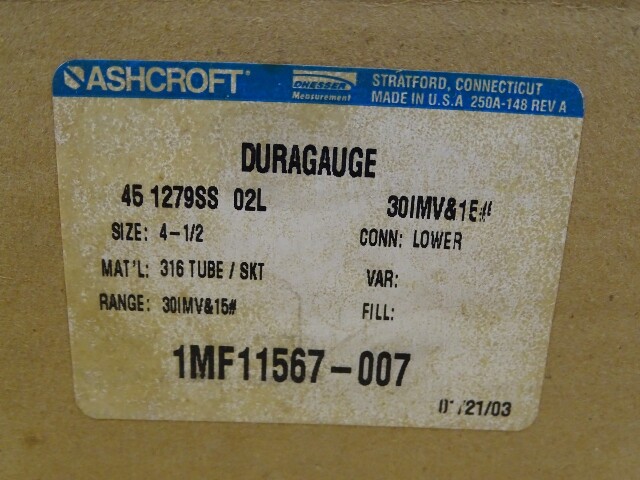 ASHCROFT®
DRESSER
Measurement
STRATFORD, CONNECTICUT
MADE IN U.S.A 250A-148 REV A
DURAGAUGE
45 1279SS 02L 30IMV&15#
SIZE: 4-1/2 CONN: LOWER
MAT'L: 316 TUBE / SKT VAR:
RANGE: 30IMV&15# FILL:
1MF11567-007